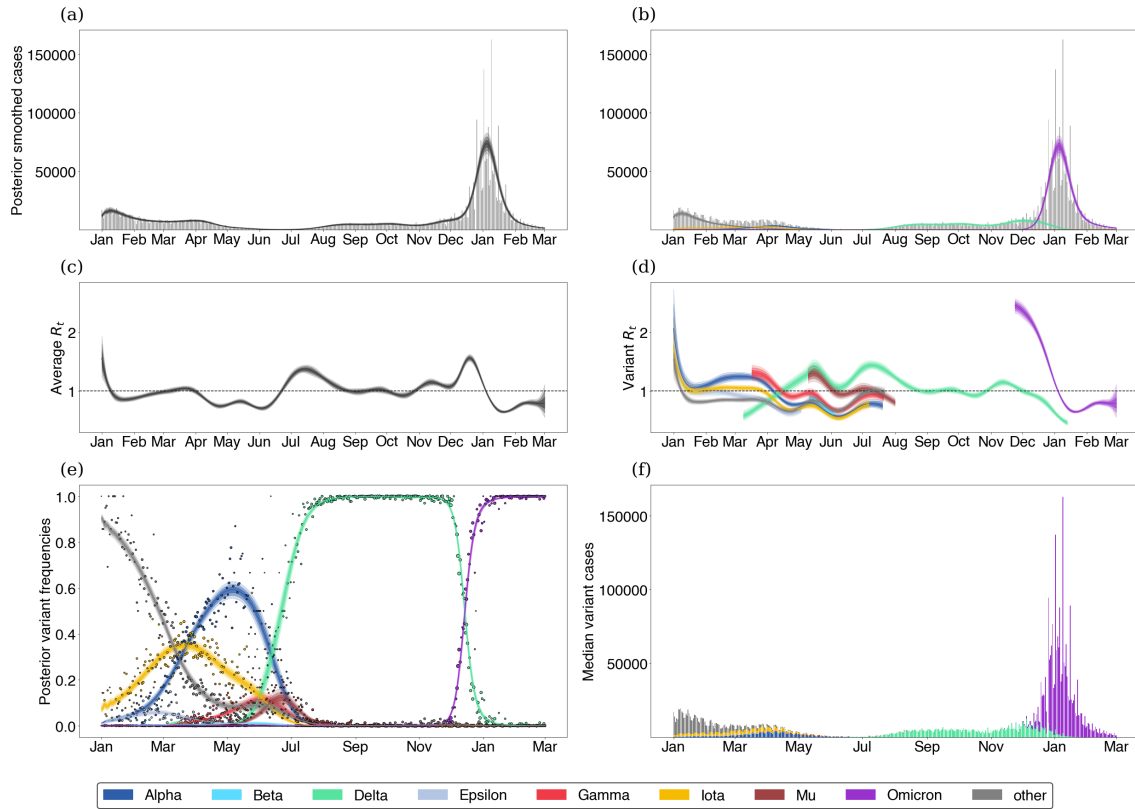 (a)
Posterior smoothed cases
150000
100000
50000
Jan Feb Mar Apr May Jun Jul Aug Sep Oct Nov Dec Jan Feb Mar
(b)
150000
100000
50000
Jan Feb Mar Apr May Jun Jul Aug Sep Oct Nov Dec Jan Feb Mar
(c)
Average R_t
2
1
Jan Feb Mar Apr May Jun Jul Aug Sep Oct Nov Dec Jan Feb Mar
(d)
Variant R_t
2
1
Jan Feb Mar Apr May Jun Jul Aug Sep Oct Nov Dec Jan Feb Mar
(e)
Posterior variant frequencies
1.0
0.8
0.6
0.4
0.2
0.0
Jan Mar May Jul Sep Nov Jan Mar
(f)
Median variant cases
150000
100000
50000
Jan Mar May Jul Sep Nov Jan Mar
Alpha Beta Delta Epsilon Gamma Iota Mu Omicron other